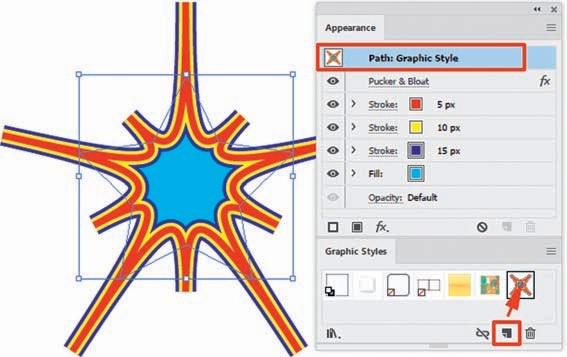 Appearance
Path: Graphic Style
Pucker & Bloat fx
Stroke: 5 px
Stroke: 10 px
Stroke: 15 px
Fill:
Opacity: Default
fx.
Graphic Styles